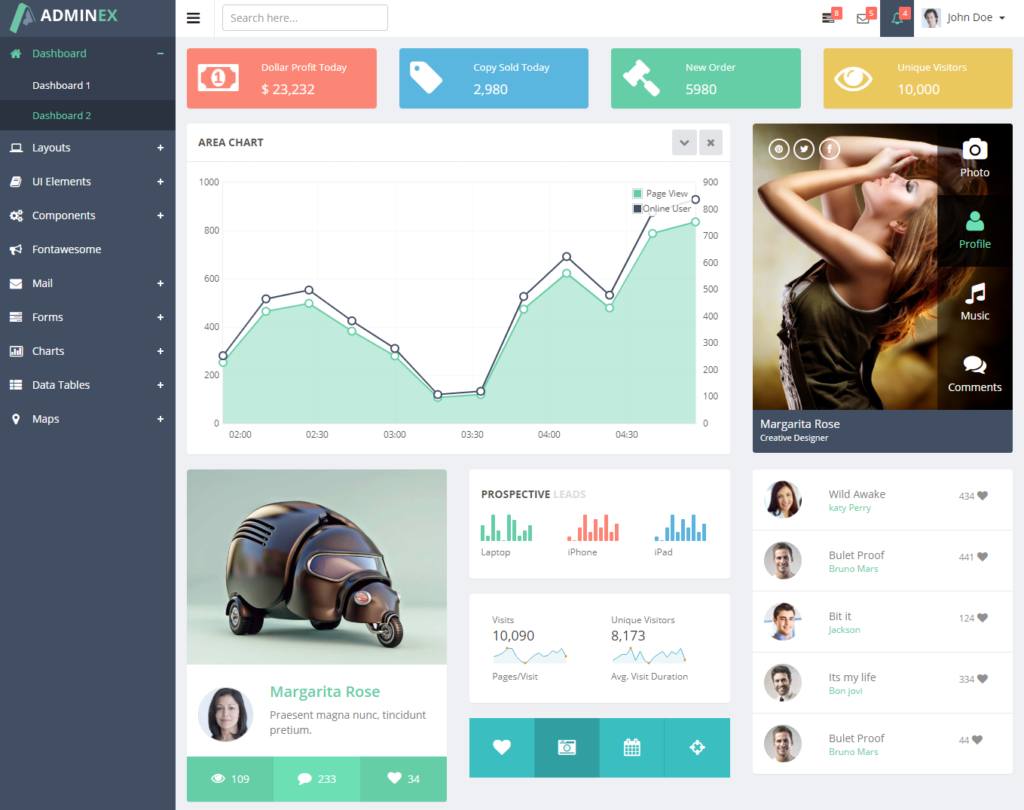 ADMINEX
Search here...
8
5
4
John Doe
Dashboard
Dashboard 1
Dashboard 2
Layouts
UI Elements
Components
Fontawesome
Mail
Forms
Charts
Data Tables
Maps
Dollar Profit Today
$ 23,232
Copy Sold Today
2,980
New Order
5980
Unique Visitors
10,000
AREA CHART
Page View
Online User
1000
800
600
400
200
0
900
800
700
600
500
400
300
200
100
0
02:00
02:30
03:00
03:30
04:00
04:30
Photo
Profile
Music
Comments
Margarita Rose
Creative Designer
Margarita Rose
Praesent magna nunc, tincidunt
pretium.
109
233
34
PROSPECTIVE LEADS
Laptop
iPhone
iPad
Visits
10,090
Pages/Visit
Unique Visitors
8,173
Avg. Visit Duration
Wild Awake
katy Perry
434
Bulet Proof
Bruno Mars
441
Bit it
Jackson
124
Its my life
Bon jovi
334
Bulet Proof
Bruno Mars
44